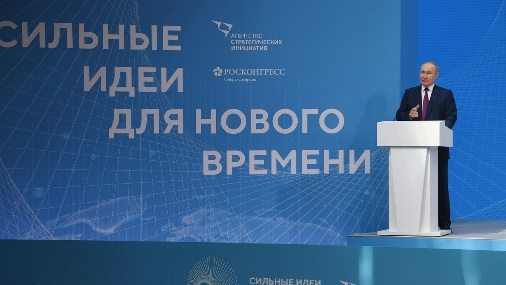 СИЛЬНЫЕ
ИДЕИ
ДЛЯ НОВОГО
ВРЕМЕНИ
АГЕНТСТВО
СТРАТЕГИЧЕСКИХ
ИНИЦИАТИВ
РОСКОНГРЕСС
СИЛЬНЫЕ ИДЕИ